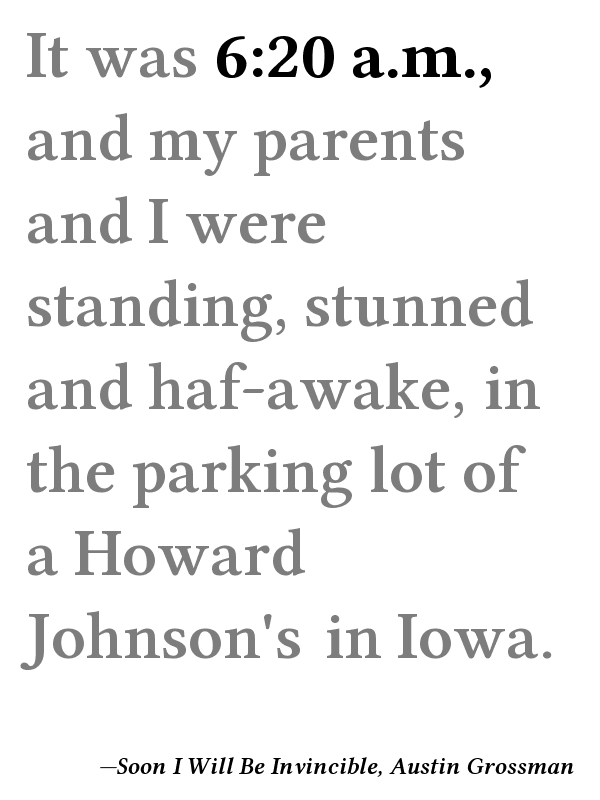 It was 6:20 a.m.,
and my parents
and I were
standing, stunned
and haf-awake, in
the parking lot of
a Howard
Johnson's in Iowa.
—Soon I Will Be Invincible, Austin Grossman